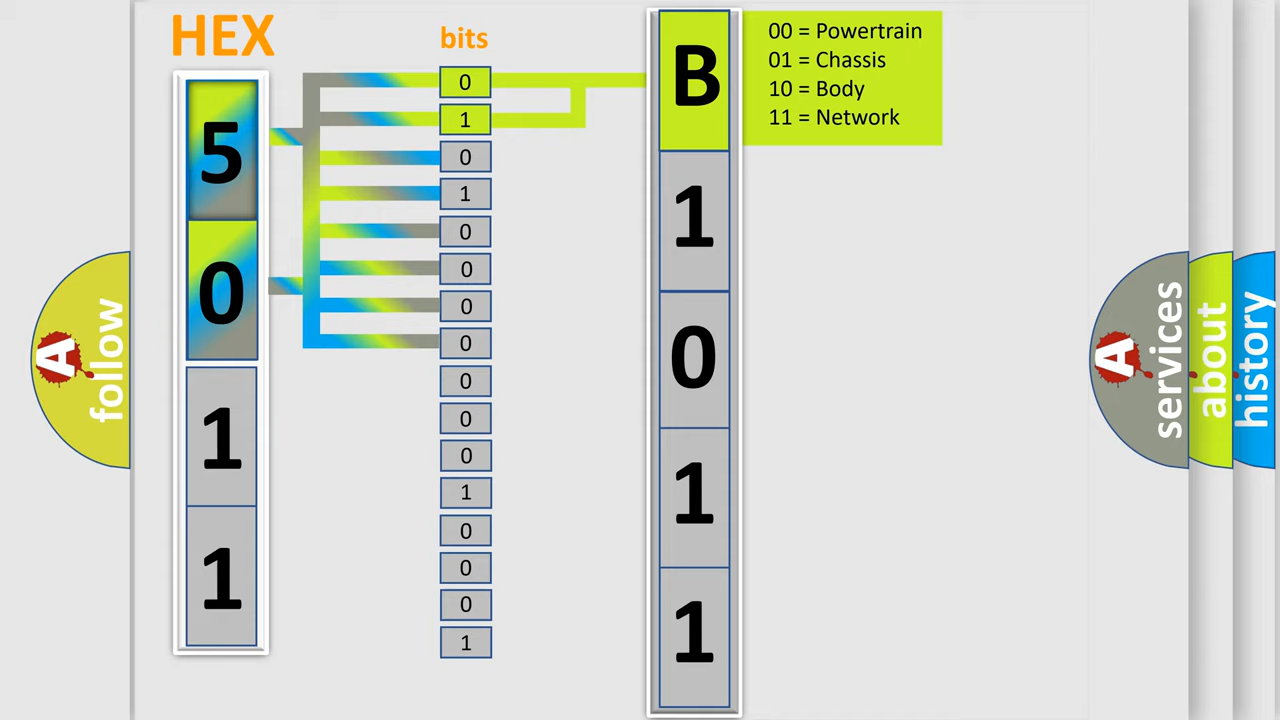 HEX
bits
5
0
1
1
0
1
0
1
0
0
0
0
0
0
0
1
0
0
0
1
B
1
0
1
1
00 = Powertrain
01 = Chassis
10 = Body
11 = Network
A
follow
A
services
about
history